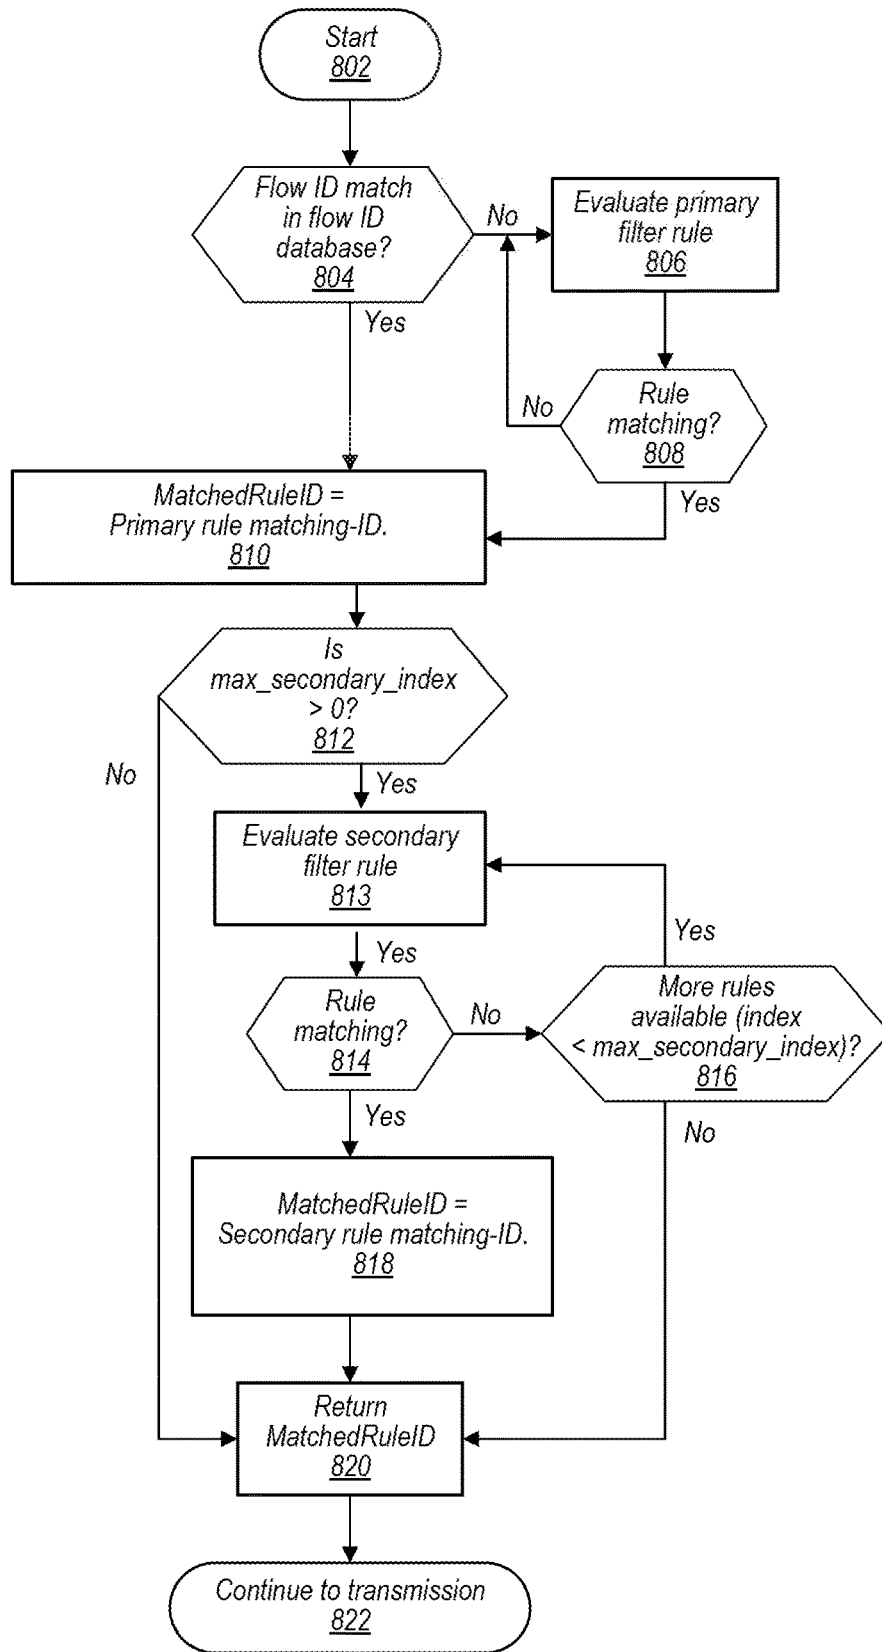 Start
802
Flow ID match
in flow ID
database?
804
No
Evaluate primary
filter rule
806
Yes
No
Rule
matching?
808
Yes
MatchedRuleID =
Primary rule matching-ID.
810
Is
max_secondary_index
> 0?
812
No
Yes
Evaluate secondary
filter rule
813
Yes
Yes
Rule
matching?
814
No
More rules
available (index
< max_secondary_index)?
816
Yes
No
MatchedRuleID =
Secondary rule matching-ID.
818
Return
MatchedRuleID
820
Continue to transmission
822